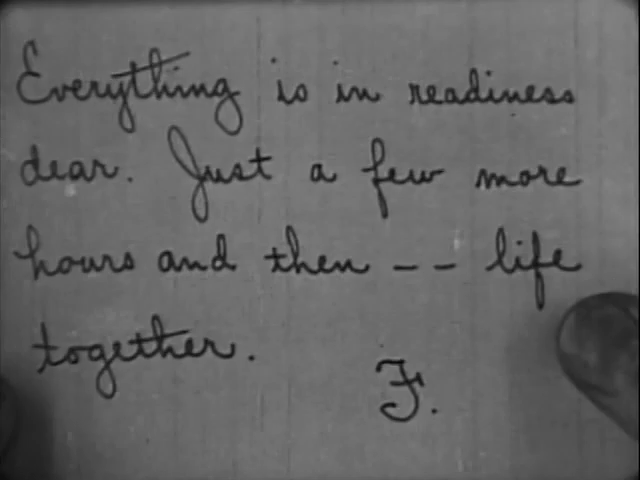 Everything is in readiness
dear. Just a few more
hours and then -- life
together.
F.